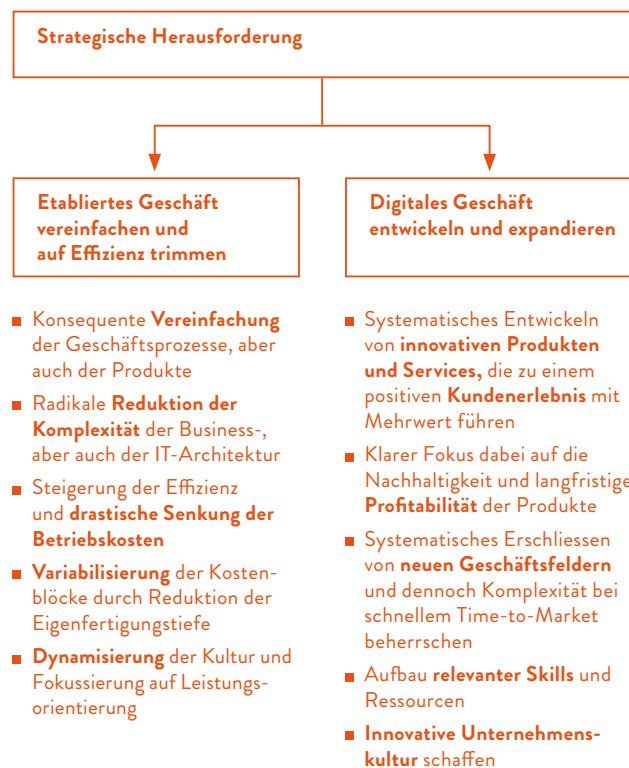 Strategische Herausforderung
Etabliertes Geschäft
vereinfachen und
auf Effizienz trimmen
Konsequente Vereinfachung
der Geschäftsprozesse, aber
auch der Produkte
Radikale Reduktion der
Komplexität der Business-,
aber auch der IT-Architektur
Steigerung der Effizienz
und drastische Senkung der
Betriebskosten
Variabilisierung der Kosten-
blöcke durch Reduktion der
Eigenfertigungstiefe
Dynamisierung der Kultur und
Fokussierung auf Leistungs-
orientierung
Digitales Geschäft
entwickeln und expandieren
Systematisches Entwickeln
von innovativen Produkten
und Services, die zu einem
positiven Kundenerlebnis mit
Mehrwert führen
Klarer Fokus dabei auf die
Nachhaltigkeit und langfristige
Profitabilität der Produkte
Systematisches Erschliessen
von neuen Geschäftsfeldern
und dennoch Komplexität bei
schnellem Time-to-Market
beherrschen
Aufbau relevanter Skills und
Ressourcen
Innovative Unternehmens-
kultur schaffen